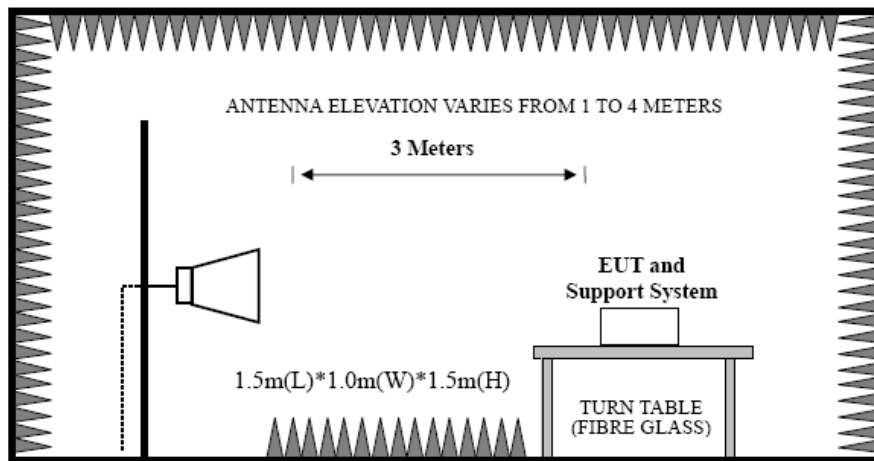 ANTENNA ELEVATION VARIES FROM 1 TO 4 METERS
3 Meters
EUT and
Support System
1.5m(L)*1.0m(W)*1.5m(H)
TURN TABLE
(FIBRE GLASS)